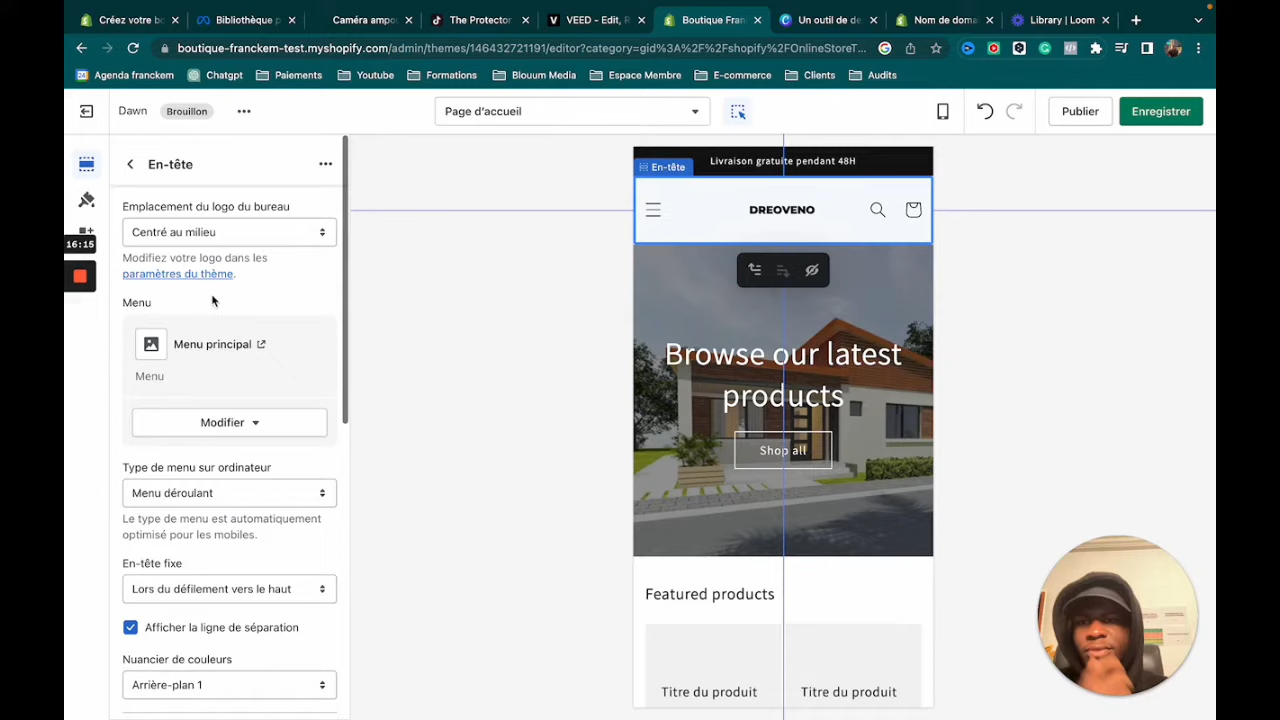 Créez votre bo
Bibliothèque p
Caméra ampou
The Protector
VEED - Edit, R
Boutique Fran
Un outil de de
Nom de doma
Library | Loom
boutique-franckem-test.myshopify.com/admin/themes/146432721191/editor?category=gid%3A%2F%2Fshopify%2FOnlineStoreT...
Agenda franckem
Chatgpt
Paiements
Youtube
Formations
Blouum Media
Espace Membre
E-commerce
Clients
Audits
Dawn
Brouillon
Page d'accueil
Publier
Enregistrer
16:15
En-tête
Emplacement du logo du bureau
Centré au milieu
Modifiez votre logo dans les
paramètres du thème.
Menu
Menu principal
Menu
Modifier
Type de menu sur ordinateur
Menu déroulant
Le type de menu est automatiquement
optimisé pour les mobiles.
En-tête fixe
Lors du défilement vers le haut
Afficher la ligne de séparation
Nuancier de couleurs
Arrière-plan 1
Livraison gratuite pendant 48H
En-tête
DREOVENO
Browse our latest
products
Shop all
Featured products
Titre du produit
Titre du produit